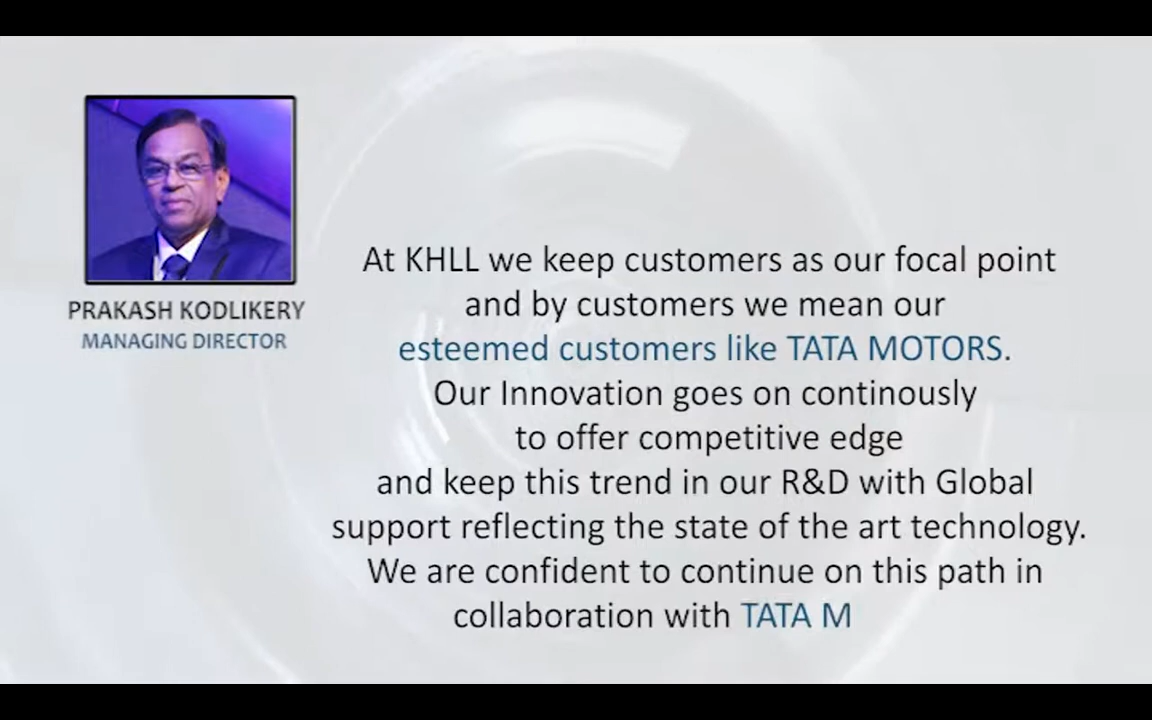 PRAKASH KODLIKERY
MANAGING DIRECTOR
At KHLL we keep customers as our focal point
and by customers we mean our
esteemed customers like TATA MOTORS.
Our Innovation goes on continously
to offer competitive edge
and keep this trend in our R&D with Global
support reflecting the state of the art technology.
We are confident to continue on this path in
collaboration with TATA M